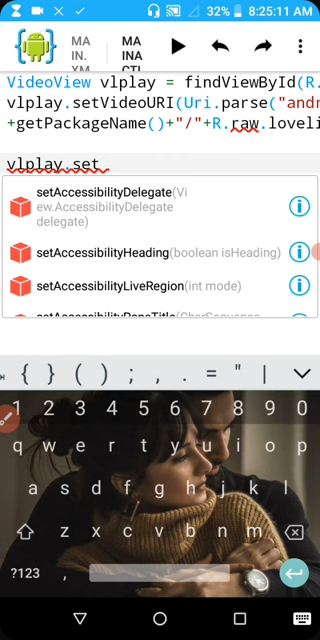 32% 8:25:11 AM
MA
IN.
XM
MA
INA
CTI
VideoView vlplay = findViewById(R.
vlplay.setVideoURI(Uri.parse("andr
+getPackageName()+"/"+R.raw.loveli
vlplay.set
setAccessibilityDelegate(Vi
ew.AccessibilityDelegate
delegate)
setAccessibilityHeading(boolean isHeading)
setAccessibilityLiveRegion(int mode)
{ } ( ) ; , . = " |
1 2 3 4 5 6 7 8 9 0
q w e r t y u i o p
a s d f g h j k l
z x c v b n m
?123 ,